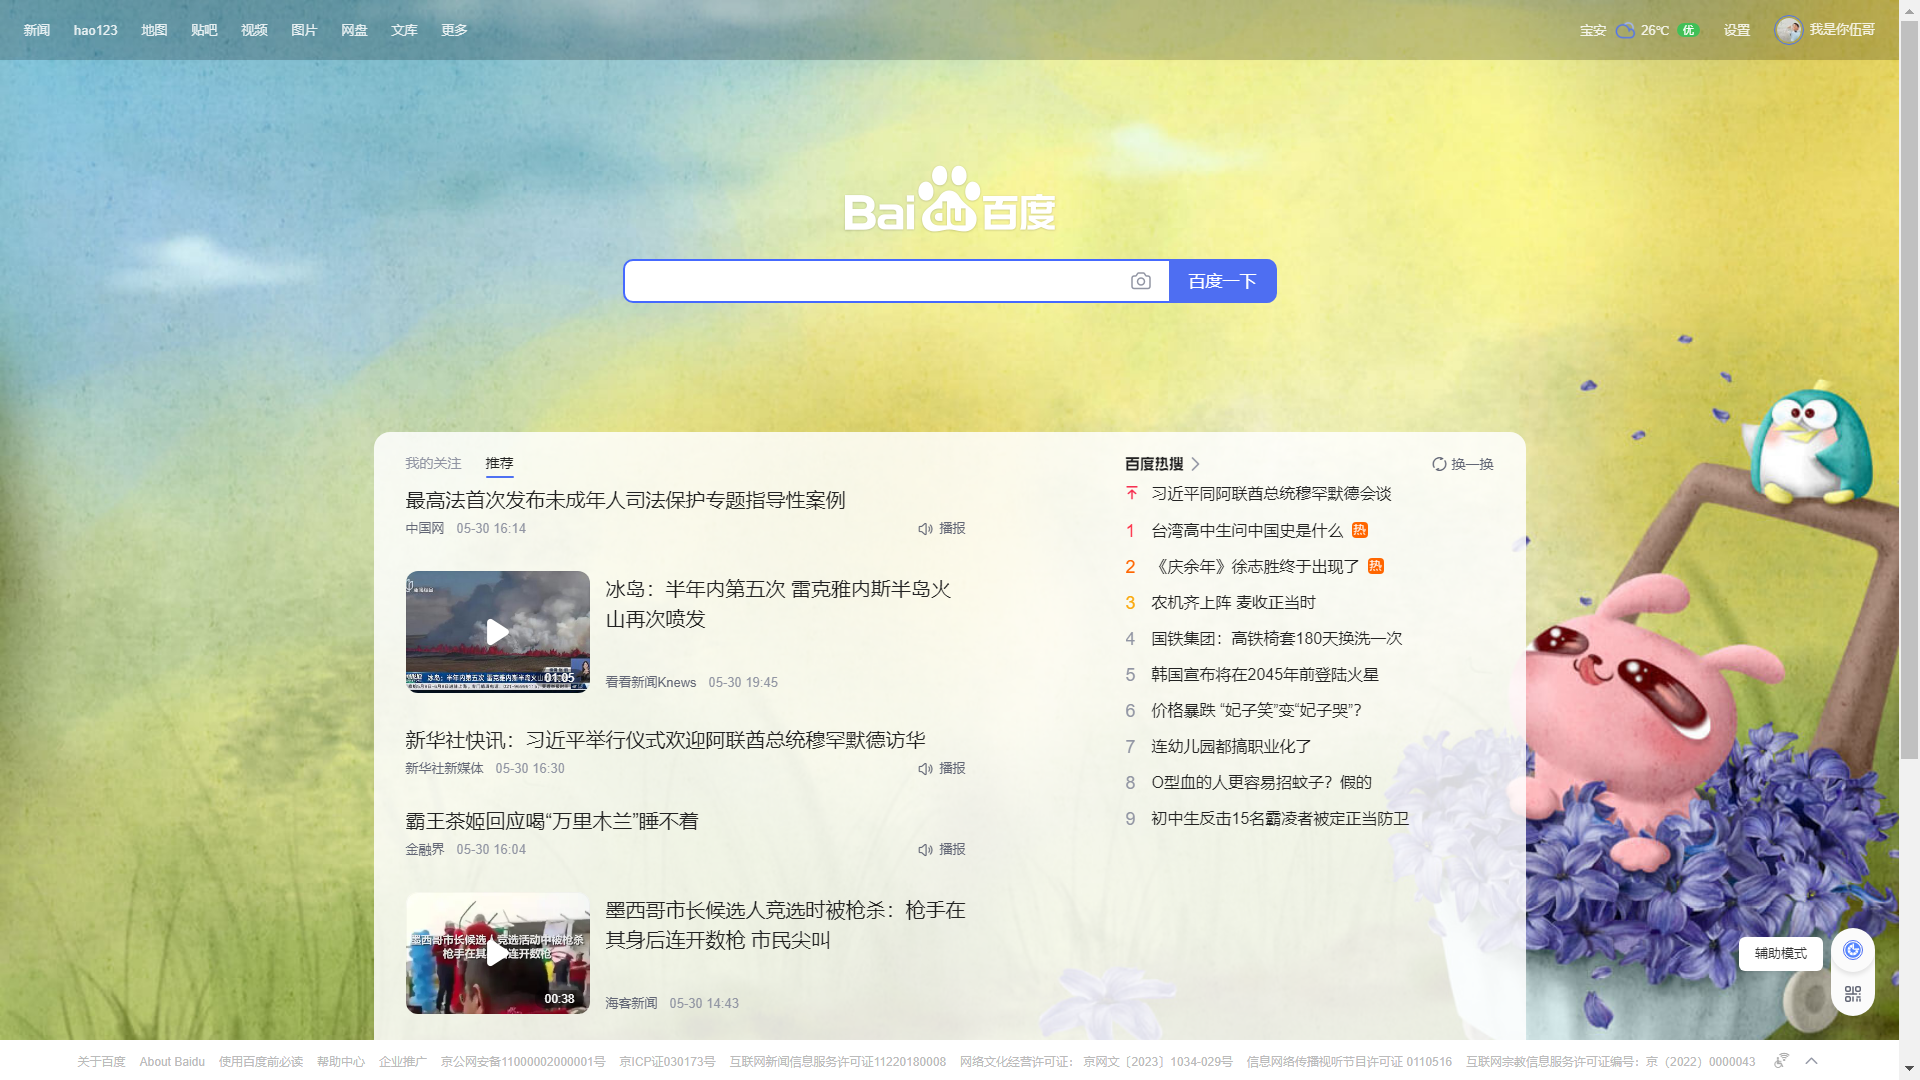 新闻 hao123 地图 贴吧 视频 图片 网盘 文库 更多 宝安 26℃ 优 设置 我是你伍哥
Bai du 百度
百度一下
我的关注 推荐
最高法首次发布未成年人司法保护专题指导性案例
中国网 05-30 16:14 播报
冰岛：半年内第五次 雷克雅内斯半岛火
山再次喷发
01:05
看看新闻Knews 05-30 19:45
新华社快讯：习近平举行仪式欢迎阿联酋总统穆罕默德访华
新华社新媒体 05-30 16:30 播报
霸王茶姬回应喝“万里木兰”睡不着
金融界 05-30 16:04 播报
墨西哥市长候选人竞选时被枪杀：枪手在
其身后连开数枪 市民尖叫
墨西哥市长候选人竞选活动中被枪杀
00:38
海客新闻 05-30 14:43
百度热搜 换一换
习近平同阿联酋总统穆罕默德会谈
1 台湾高中生问中国史是什么 热
2 《庆余年》徐志胜终于出现了 热
3 农机齐上阵 麦收正当时
4 国铁集团：高铁椅套180天换洗一次
5 韩国宣布将在2045年前登陆火星
6 价格暴跌 “妃子笑”变“妃子哭”？
7 连幼儿园都搞职业化了
8 O型血的人更容易招蚊子？假的
9 初中生反击15名霸凌者被定正当防卫
辅助模式
关于百度 About Baidu 使用百度前必读 帮助中心 企业推广 京公网安备11000002000001号 京ICP证030173号 互联网新闻信息服务许可证11220180008 网络文化经营许可证： 京网文〔2023〕1034-029号 信息网络传播视听节目许可证 0110516 互联网宗教信息服务许可证编号：京（2022）0000043